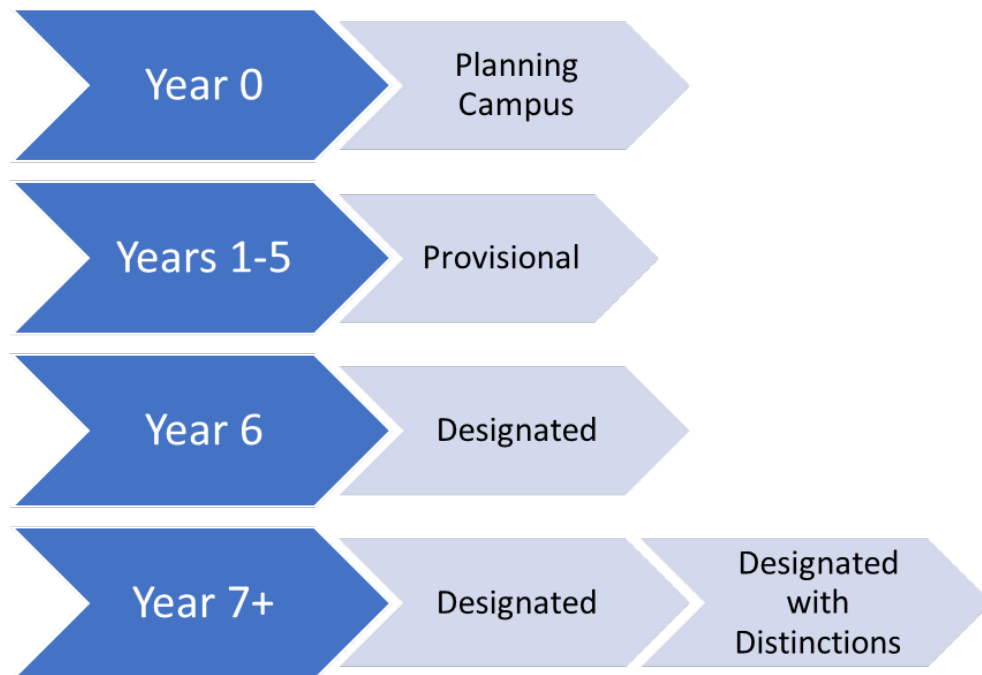 Year 0
Planning
Campus
Years 1-5
Provisional
Year 6
Designated
Year 7+
Designated
Designated
with
Distinctions